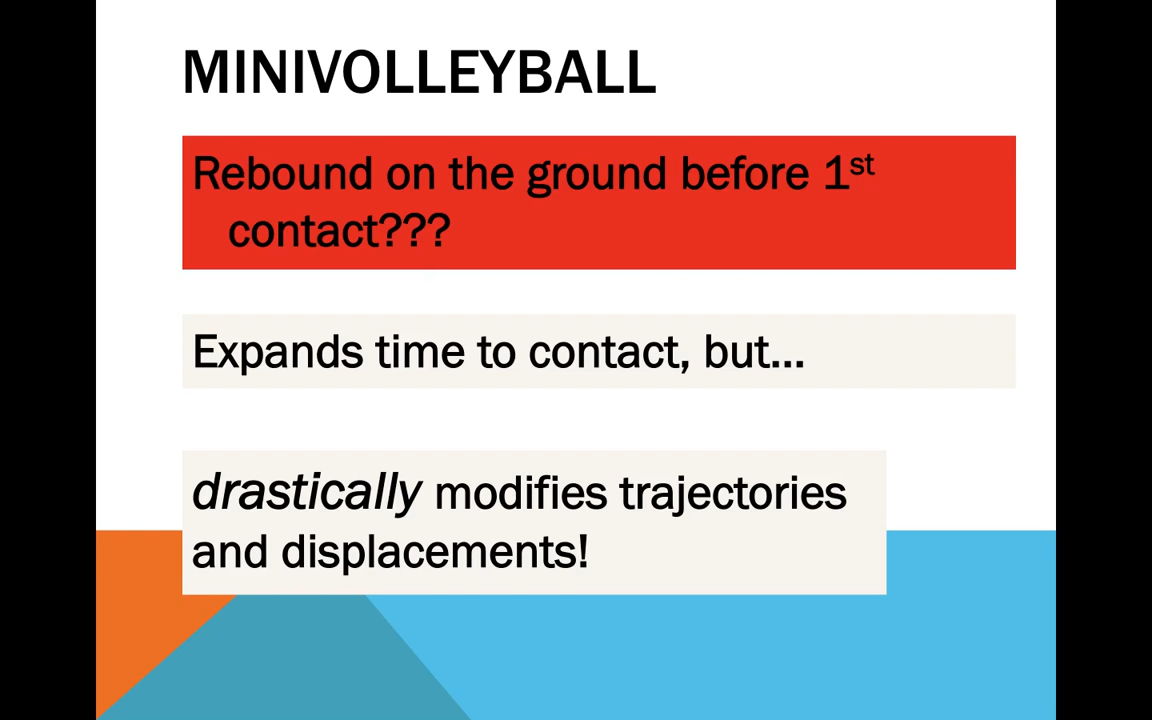 MINIVOLLEYBALL
Rebound on the ground before 1st
contact???
Expands time to contact, but...
drastically modifies trajectories
and displacements!